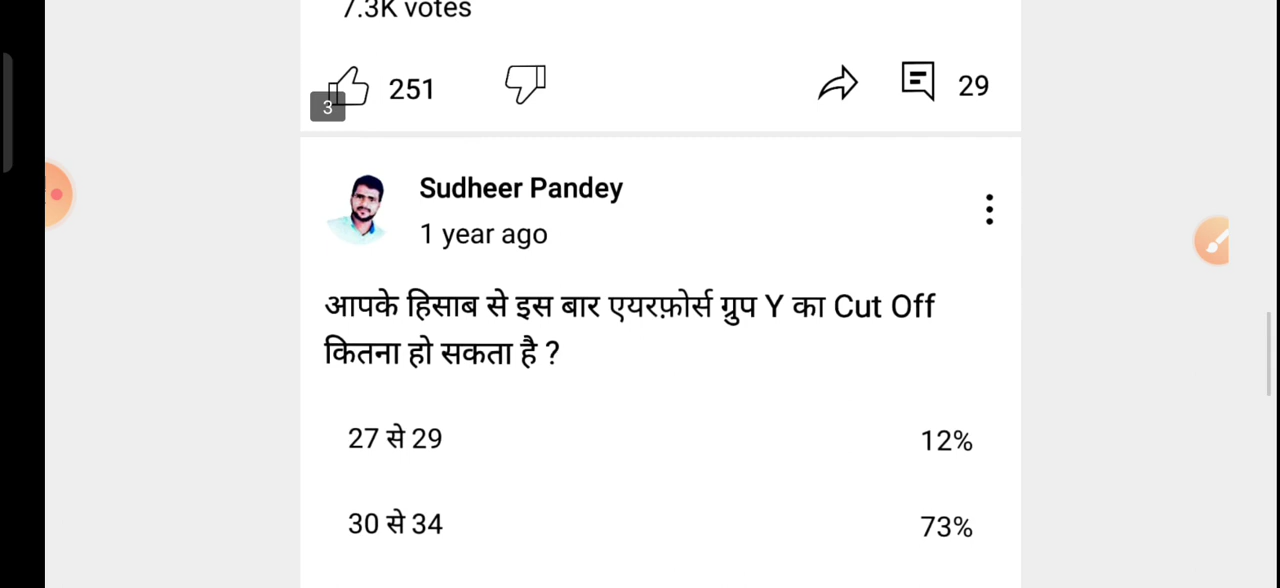 7.3K votes
251
29
3
Sudheer Pandey
1 year ago
आपके हिसाब से इस बार एयरफ़ोर्स ग्रुप Y का Cut Off
कितना हो सकता है ?
27 से 29 12%
30 से 34 73%